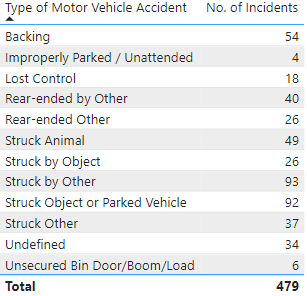 Type of Motor Vehicle Accident No. of Incidents
Backing 54
Improperly Parked / Unattended 4
Lost Control 18
Rear-ended by Other 40
Rear-ended Other 26
Struck Animal 49
Struck by Object 26
Struck by Other 93
Struck Object or Parked Vehicle 92
Struck Other 37
Undefined 34
Unsecured Bin Door/Boom/Load 6
Total 479